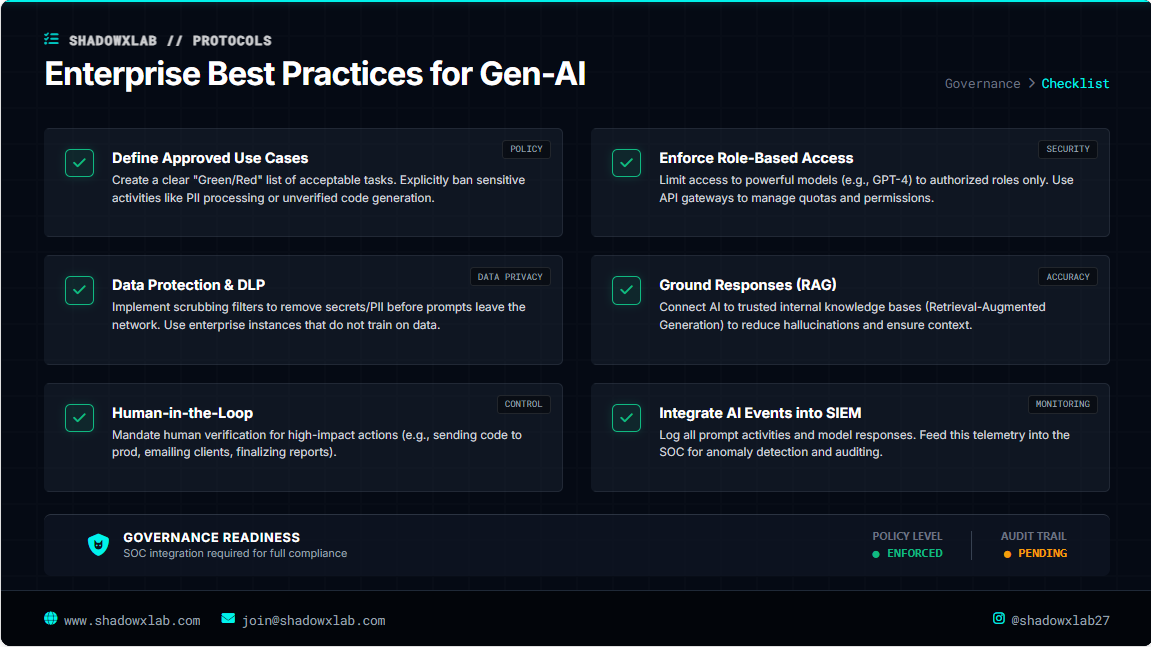 SHADOWXLAB // PROTOCOLS
Enterprise Best Practices for Gen-AI
Governance > Checklist
Define Approved Use Cases
POLICY
Create a clear "Green/Red" list of acceptable tasks. Explicitly ban sensitive
activities like PII processing or unverified code generation.
Enforce Role-Based Access
SECURITY
Limit access to powerful models (e.g., GPT-4) to authorized roles only. Use
API gateways to manage quotas and permissions.
Data Protection & DLP
DATA PRIVACY
Implement scrubbing filters to remove secrets/PII before prompts leave the
network. Use enterprise instances that do not train on data.
Ground Responses (RAG)
ACCURACY
Connect AI to trusted internal knowledge bases (Retrieval-Augmented
Generation) to reduce hallucinations and ensure context.
Human-in-the-Loop
CONTROL
Mandate human verification for high-impact actions (e.g., sending code to
prod, emailing clients, finalizing reports).
Integrate AI Events into SIEM
MONITORING
Log all prompt activities and model responses. Feed this telemetry into the
SOC for anomaly detection and auditing.
GOVERNANCE READINESS
SOC integration required for full compliance
POLICY LEVEL
ENFORCED
AUDIT TRAIL
PENDING
www.shadowxlab.com
join@shadowxlab.com
@shadowxlab27